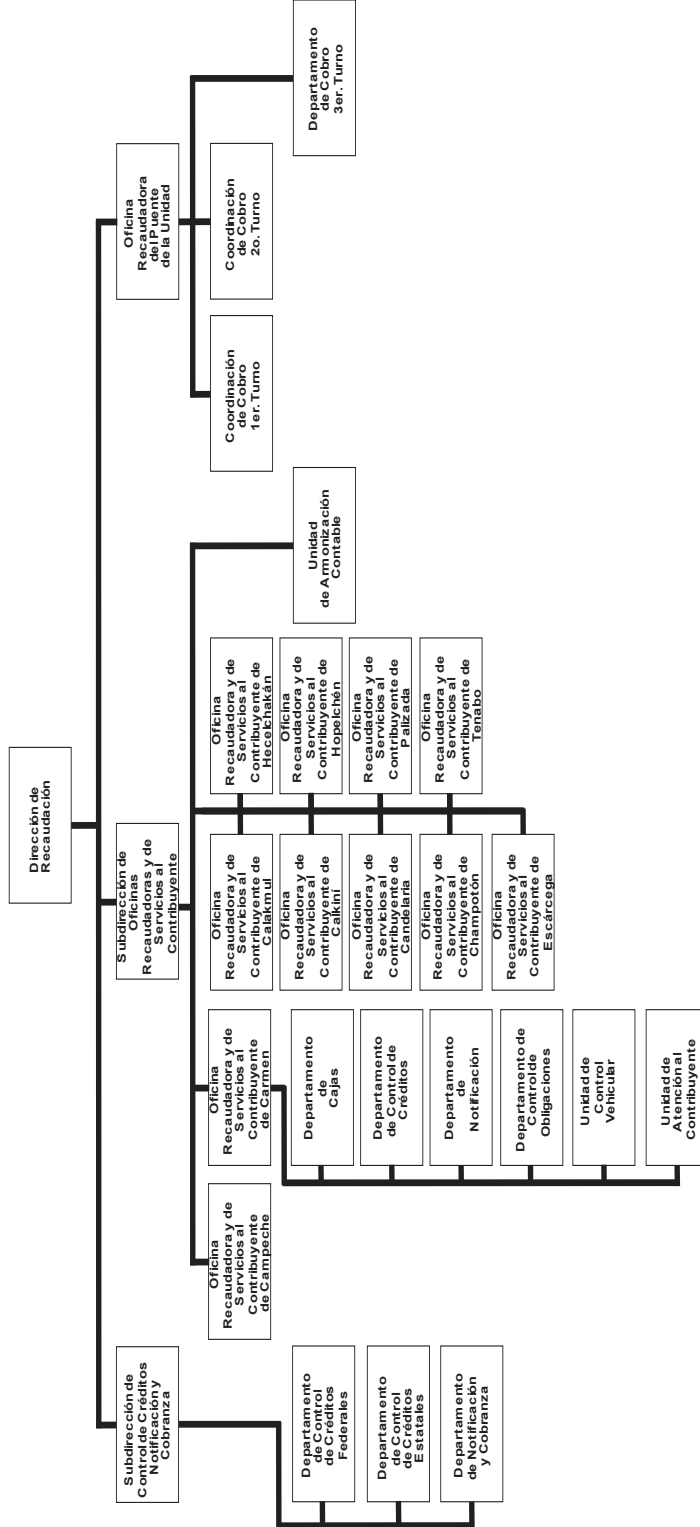 Dirección de
Recaudación
Subdirección de
Control de Créditos
Notificación y
Cobranza
Subdirección de
Oficinas
Recaudadoras y de
Servicios al
Contribuyente
Oficina
Recaudadora
del Puente
de la Unidad
Departamento
de Control
de Créditos
Federales
Departamento
de Control
de Créditos
Estatales
Departamento
de Notificación
y Cobranza
Oficina
Recaudadora y de
Servicios al
Contribuyente
de Campeche
Oficina
Recaudadora y de
Servicios al
Contribuyente
de Carmen
Departamento
de
Cajas
Departamento
de Control de
Créditos
Departamento
de
Notificación
Departamento de
Control de
Obligaciones
Unidad de
Control
Vehicular
Unidad de
Atención al
Contribuyente
Oficina
Recaudadora y de
Servicios al
Contribuyente de
Calakmul
Oficina
Recaudadora y de
Servicios al
Contribuyente de
Calkiní
Oficina
Recaudadora y de
Servicios al
Contribuyente de
Candelaria
Oficina
Recaudadora y de
Servicios al
Contribuyente de
Champotón
Oficina
Recaudadora y de
Servicios al
Contribuyente de
Escárcega
Oficina
Recaudadora y de
Servicios al
Contribuyente de
Hecelchakán
Oficina
Recaudadora y de
Servicios al
Contribuyente de
Hopelchén
Oficina
Recaudadora y de
Servicios al
Contribuyente de
Palizada
Oficina
Recaudadora y de
Servicios al
Contribuyente de
Tenabo
Unidad
de Armonización
Contable
Coordinación
de Cobro
1er. Turno
Coordinación
de Cobro
2o. Turno
Departamento
de Cobro
3er. Turno